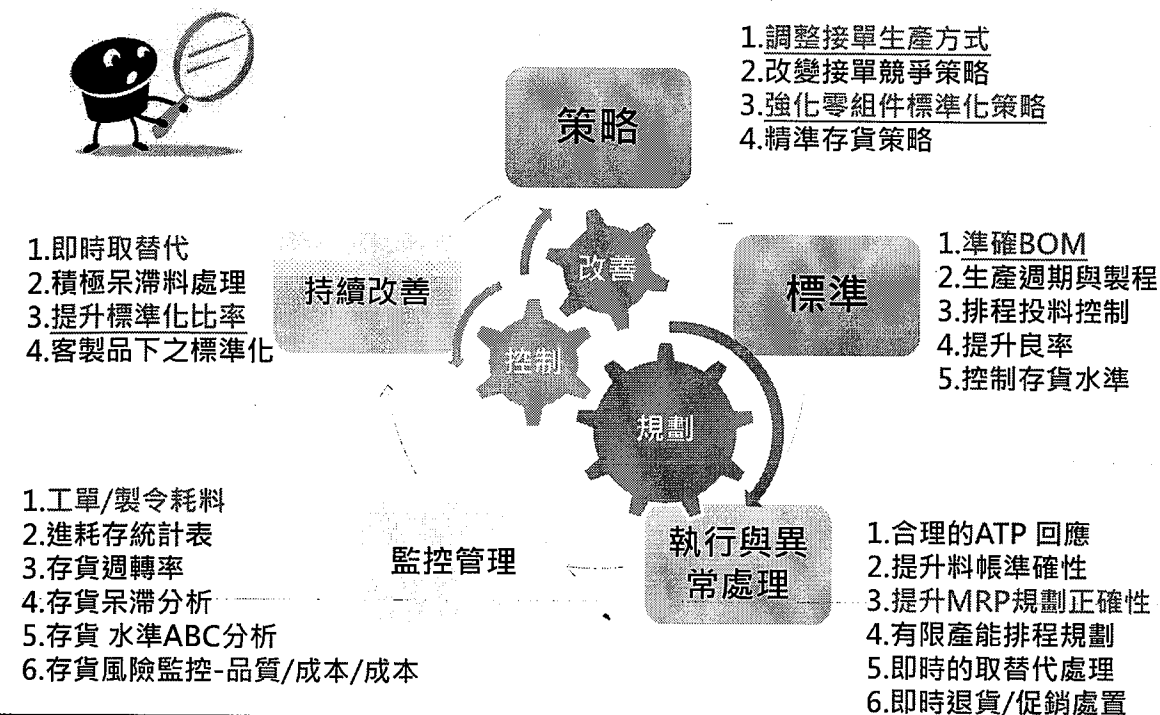 策略
1.調整接單生產方式
2.改變接單競爭策略
3.強化零組件標準化策略
4.精準存貨策略
標準
1.準確BOM
2.生產週期與製程
3.排程投料控制
4.提升良率
5.控制存貨水準
執行與異
常處理
1.合理的ATP 回應
2.提升料帳準確性
3.提升MRP規劃正確性
4.有限產能排程規劃
5.即時的取替代處理
6.即時退貨/促銷處置
監控管理
1.工單/製令耗料
2.進耗存統計表
3.存貨週轉率
4.存貨呆滯分析
5.存貨 水準ABC分析
6.存貨風險監控-品質/成本/成本
持續改善
1.即時取替代
2.積極呆滯料處理
3.提升標準化比率
4.客製品下之標準化
改善
控制
規劃